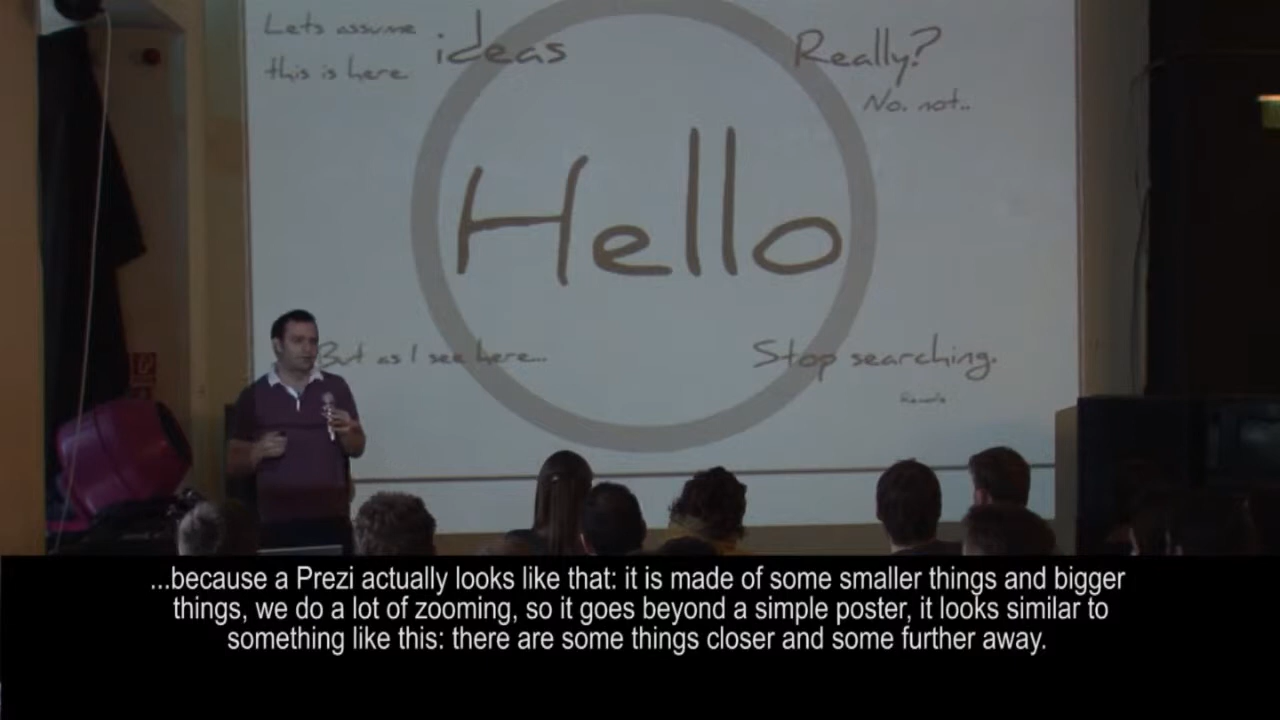 Lets assume
this is here
ideas
Really?
No. not..
Hello
But as I see here...
Stop searching.
...because a Prezi actually looks like that: it is made of some smaller things and bigger
things, we do a lot of zooming, so it goes beyond a simple poster, it looks similar to
something like this: there are some things closer and some further away.